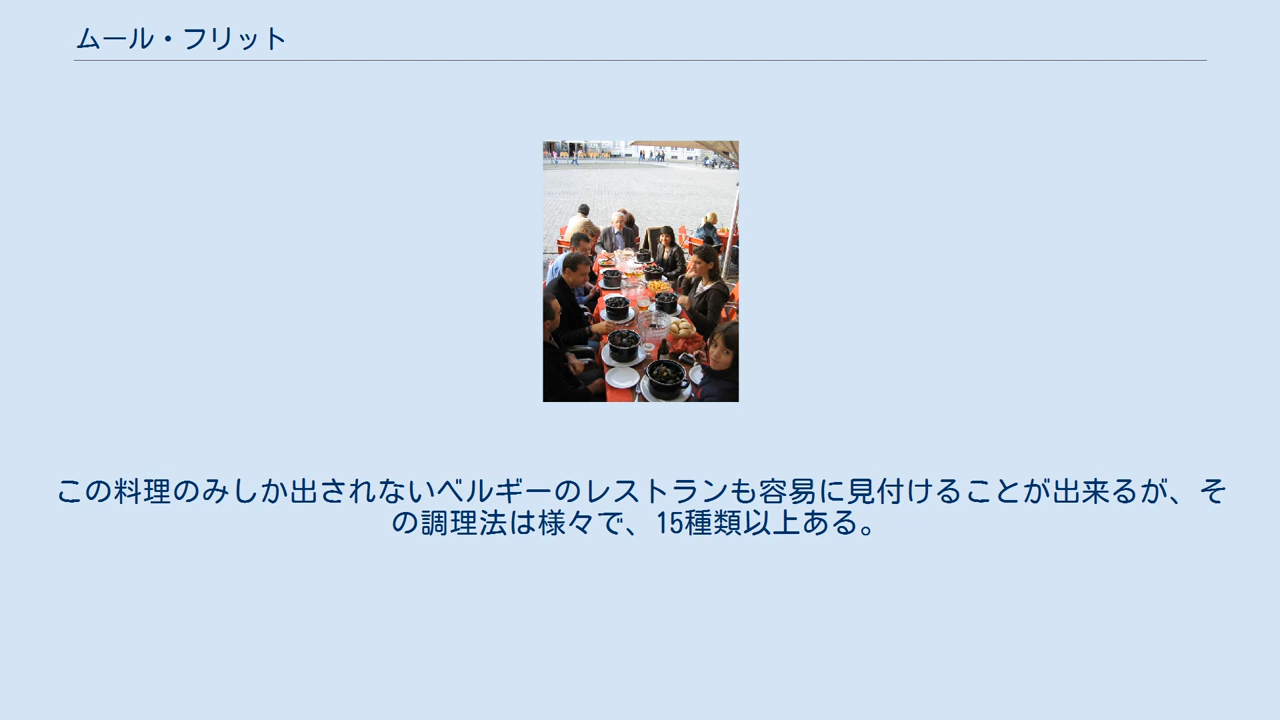 ムール・フリット
この料理のみしか出されないベルギーのレストランも容易に見付けることが出来るが、そ
の調理法は様々で、15種類以上ある。